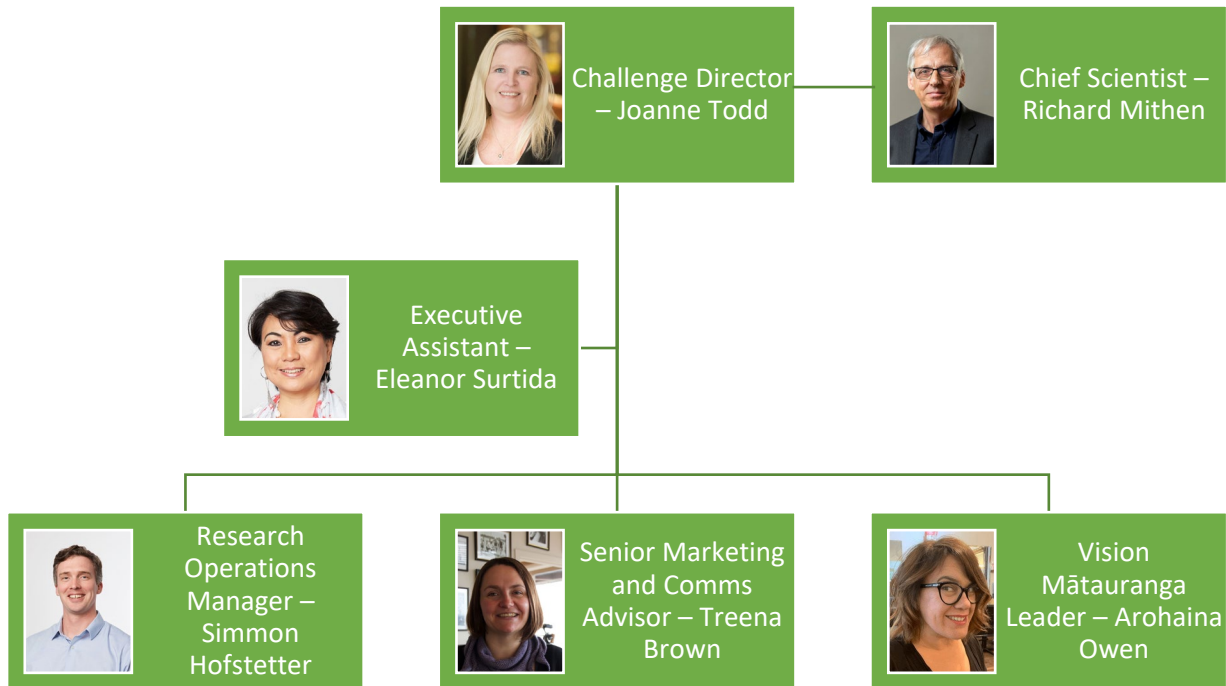 Challenge Director
– Joanne Todd
Chief Scientist –
Richard Mithen
Executive
Assistant –
Eleanor Surtida
Research
Operations
Manager –
Simmon
Hofstetter
Senior Marketing
and Comms
Advisor – Treena
Brown
Vision
Mātauranga
Leader – Arohaina
Owen